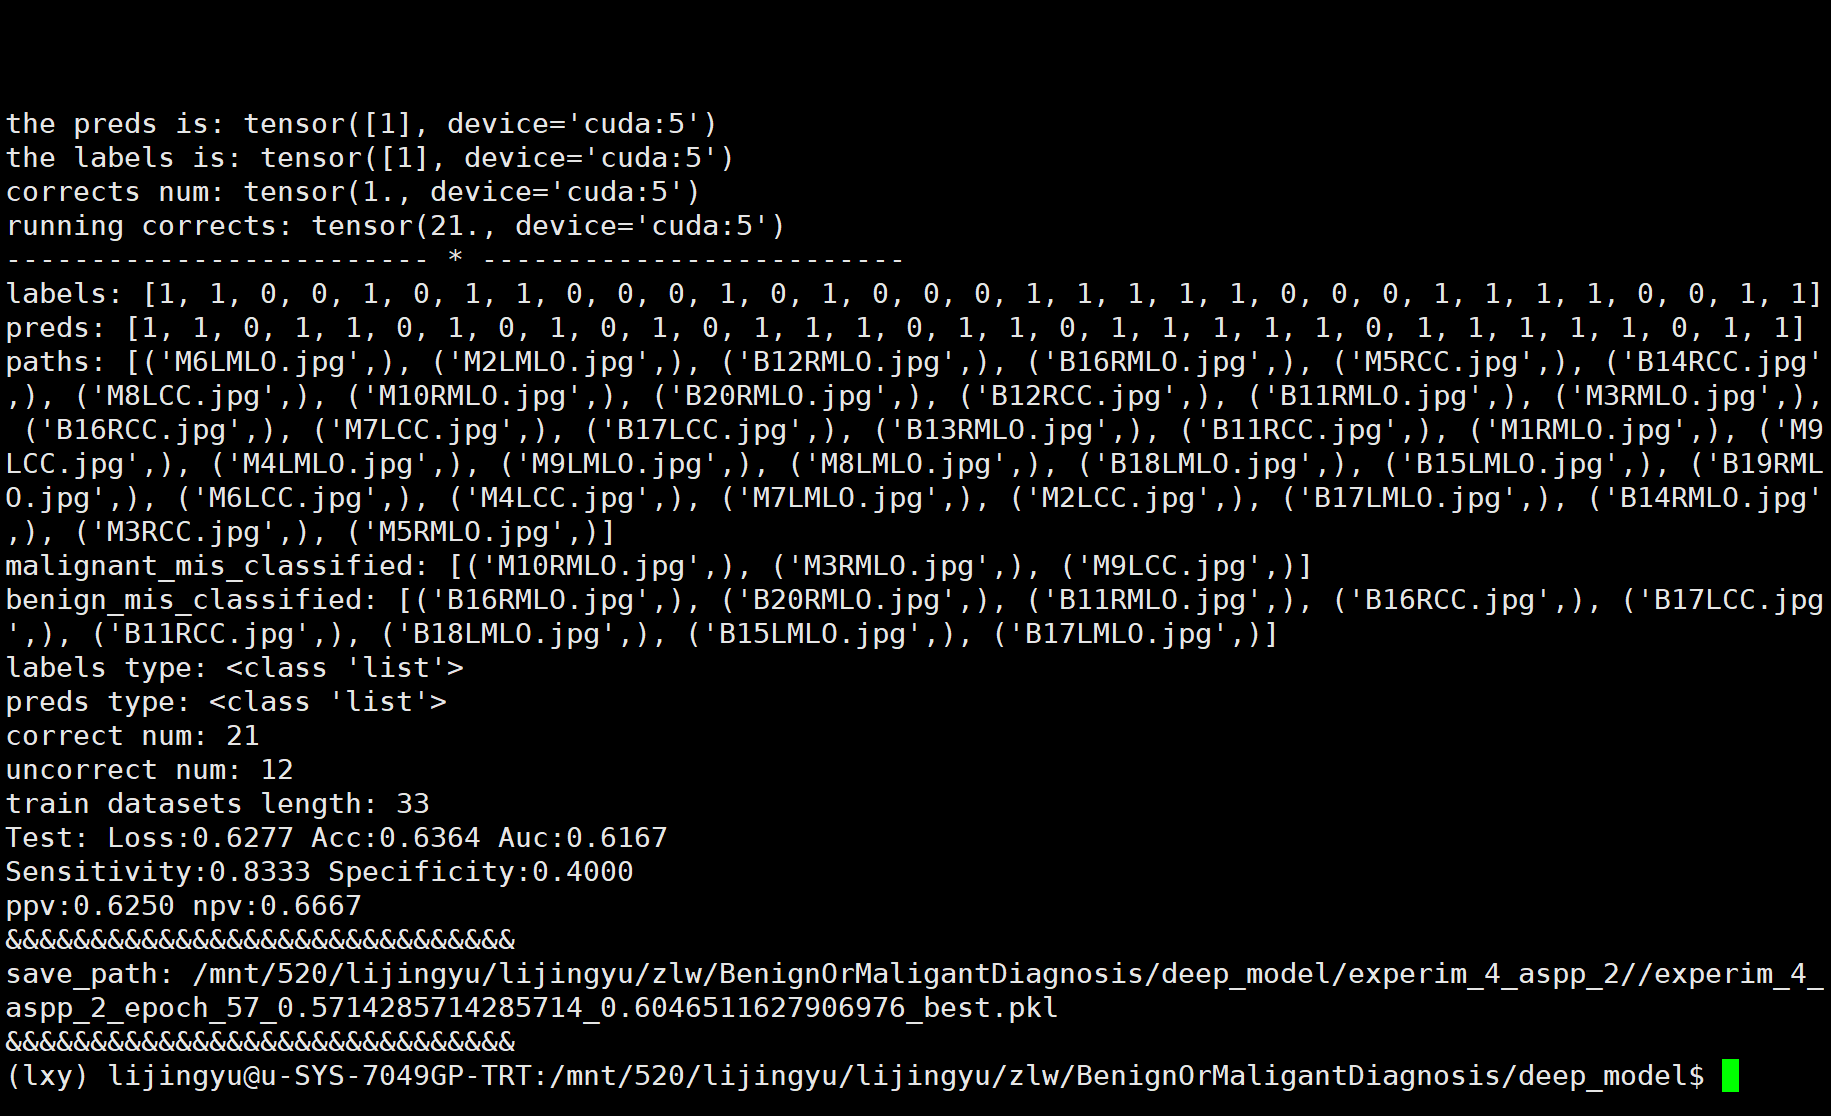 the preds is: tensor([1], device='cuda:5')
the labels is: tensor([1], device='cuda:5')
corrects num: tensor(1., device='cuda:5')
running corrects: tensor(21., device='cuda:5')
------------------------- * -------------------------
labels: [1, 1, 0, 0, 1, 0, 1, 1, 0, 0, 0, 1, 0, 1, 0, 0, 0, 1, 1, 1, 1, 1, 0, 0, 0, 1, 1, 1, 1, 0, 0, 1, 1]
preds: [1, 1, 0, 1, 1, 0, 1, 0, 1, 0, 1, 0, 1, 1, 1, 0, 1, 1, 0, 1, 1, 1, 1, 1, 0, 1, 1, 1, 1, 1, 0, 1, 1]
paths: [('M6LMLO.jpg',), ('M2LMLO.jpg',), ('B12RMLO.jpg',), ('B16RMLO.jpg',), ('M5RCC.jpg',), ('B14RCC.jpg'
,), ('M8LCC.jpg',), ('M10RMLO.jpg',), ('B20RMLO.jpg',), ('B12RCC.jpg',), ('B11RMLO.jpg',), ('M3RMLO.jpg',),
 ('B16RCC.jpg',), ('M7LCC.jpg',), ('B17LCC.jpg',), ('B13RMLO.jpg',), ('B11RCC.jpg',), ('M1RMLO.jpg',), ('M9
LCC.jpg',), ('M4LMLO.jpg',), ('M9LMLO.jpg',), ('M8LMLO.jpg',), ('B18LMLO.jpg',), ('B15LMLO.jpg',), ('B19RML
O.jpg',), ('M6LCC.jpg',), ('M4LCC.jpg',), ('M7LMLO.jpg',), ('M2LCC.jpg',), ('B17LMLO.jpg',), ('B14RMLO.jpg'
,), ('M3RCC.jpg',), ('M5RMLO.jpg',)]
malignant_mis_classified: [('M10RMLO.jpg',), ('M3RMLO.jpg',), ('M9LCC.jpg',)]
benign_mis_classified: [('B16RMLO.jpg',), ('B20RMLO.jpg',), ('B11RMLO.jpg',), ('B16RCC.jpg',), ('B17LCC.jpg
',), ('B11RCC.jpg',), ('B18LMLO.jpg',), ('B15LMLO.jpg',), ('B17LMLO.jpg',)]
labels type: <class 'list'>
preds type: <class 'list'>
correct num: 21
uncorrect num: 12
train datasets length: 33
Test: Loss:0.6277 Acc:0.6364 Auc:0.6167
Sensitivity:0.8333 Specificity:0.4000
ppv:0.6250 npv:0.6667
&&&&&&&&&&&&&&&&&&&&&&&&&&&&&&
save_path: /mnt/520/lijingyu/lijingyu/zlw/BenignOrMaligantDiagnosis/deep_model/experim_4_aspp_2//experim_4_
aspp_2_epoch_57_0.5714285714285714_0.6046511627906976_best.pkl
&&&&&&&&&&&&&&&&&&&&&&&&&&&&&&
(lxy) lijingyu@u-SYS-7049GP-TRT:/mnt/520/lijingyu/lijingyu/zlw/BenignOrMaligantDiagnosis/deep_model$